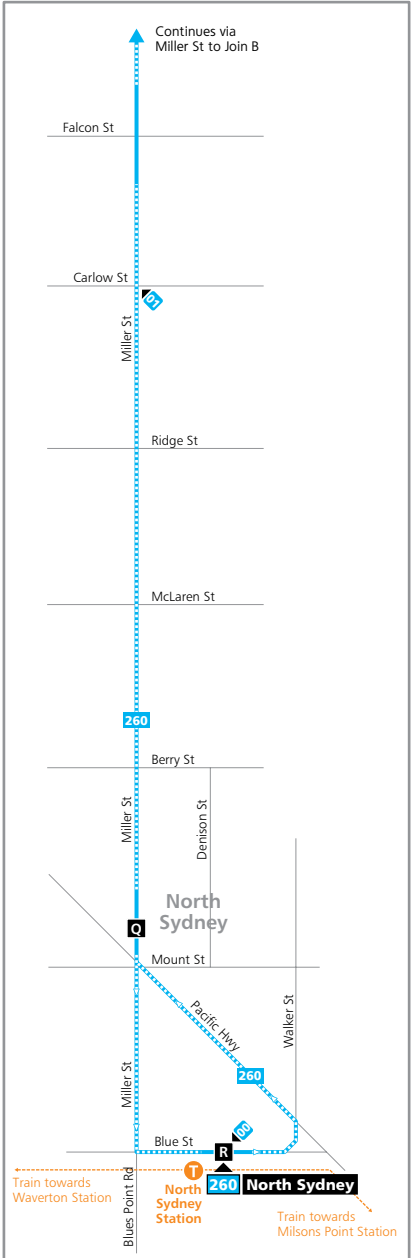 Continues via
Miller St to Join B
Falcon St
Carlow St
01
Miller St
Ridge St
McLaren St
260
Berry St
Miller St
Denison St
North
Sydney
Q
Mount St
Pacific Hwy
Walker St
260
Miller St
00
Blue St
R
T
260 North Sydney
North
Sydney
Station
Train towards
Waverton Station
Blues Point Rd
Train towards
Milsons Point Station